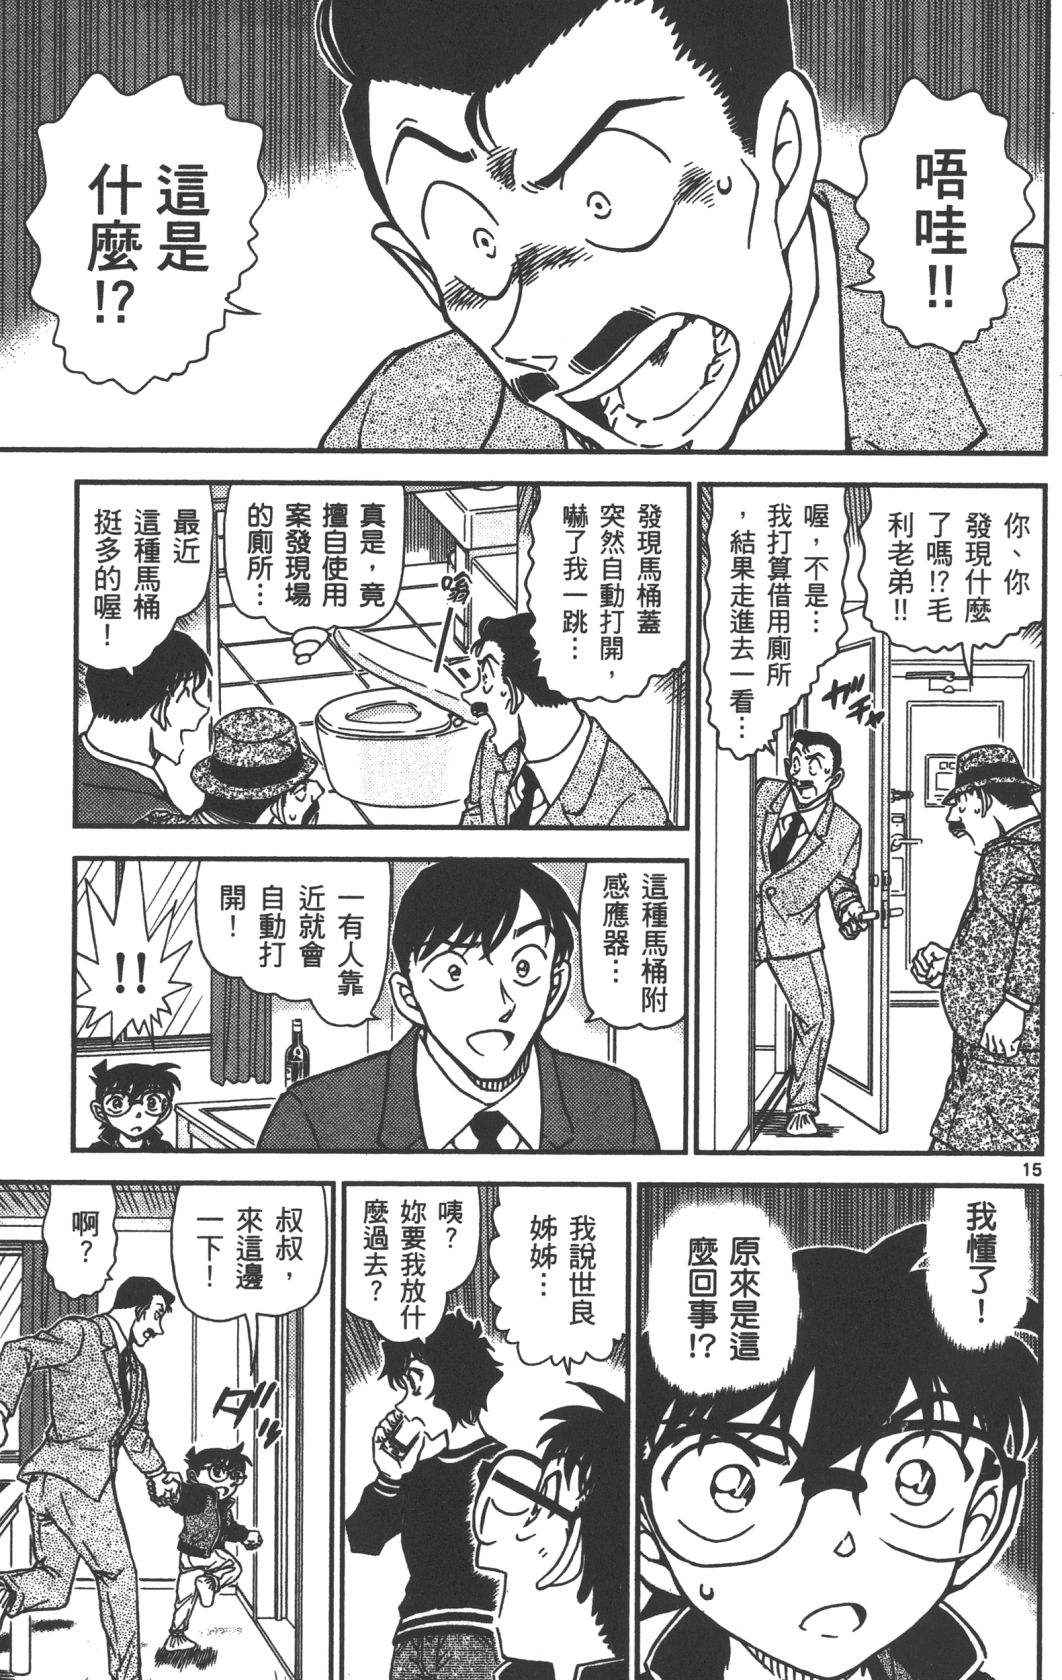 唔哇!!
這是
什麼!?
你、你
發現什麼
了嗎!?毛
利老弟!!
喔，不是…
我打算借用廁所
，結果走進去一看…
ガチャ
發現馬桶蓋
突然自動打開，
嚇了我一跳…
嗡
真是，竟
擅自使用
案發現場
的廁所…
最近
這種馬桶
挺多的喔！
這種馬桶附
感應器…
一有人靠
近就會
自動打
開！
!!
15
我懂了！
原來是這
麼回事!?
我說世良
姊姊…
咦？
妳要我放什
麼過去？
叔叔，
來這邊
一下！
啊？